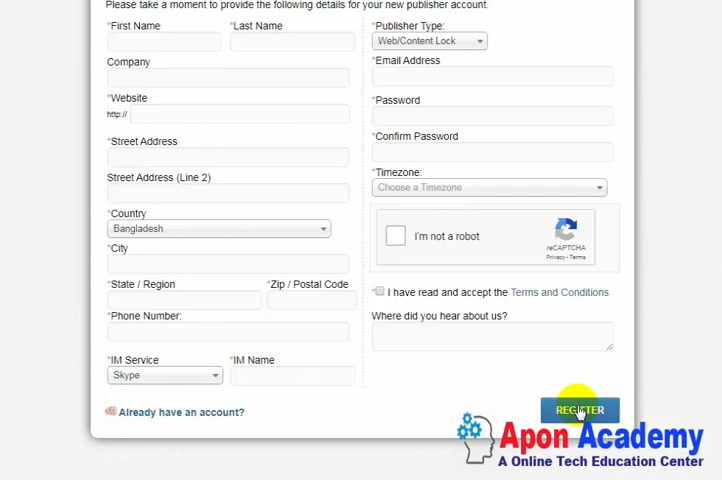 Please take a moment to provide the following details for your new publisher account.
*First Name
*Last Name
Company
*Website
http://
*Street Address
Street Address (Line 2)
*Country
Bangladesh
*City
*State / Region
*Zip / Postal Code
*Phone Number:
*IM Service
*IM Name
Skype
Already have an account?
*Publisher Type:
Web/Content Lock
*Email Address
*Password
*Confirm Password
*Timezone:
Choose a Timezone
I'm not a robot
reCAPTCHA
Privacy - Terms
* I have read and accept the Terms and Conditions
Where did you hear about us?
REGISTER
Apon Academy
A Online Tech Education Center